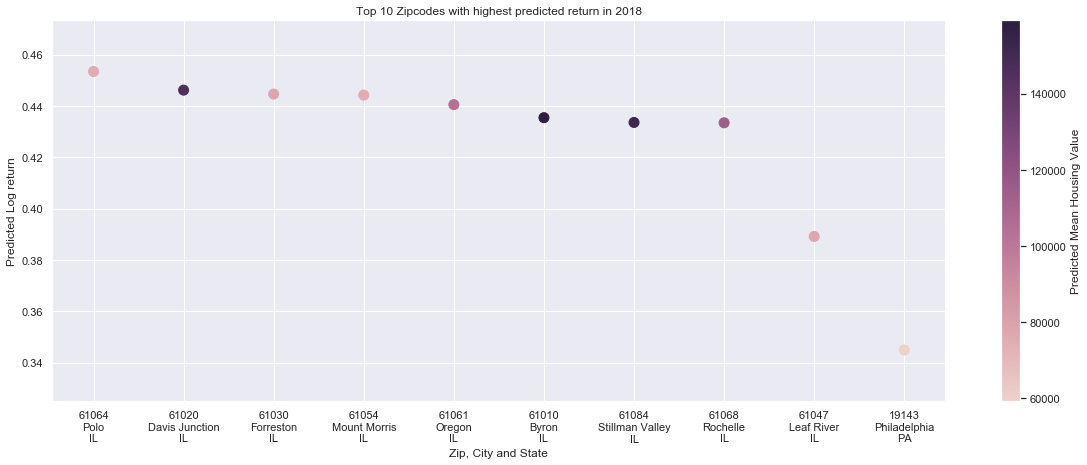 Top 10 Zipcodes with highest predicted return in 2018
Predicted Log return
0.46
0.44
0.42
0.40
0.38
0.36
0.34
61064
Polo
IL
61020
Davis Junction
IL
61030
Forreston
IL
61054
Mount Morris
IL
61061
Oregon
IL
61010
Byron
IL
61084
Stillman Valley
IL
61068
Rochelle
IL
61047
Leaf River
IL
19143
Philadelphia
PA
Zip, City and State
140000
120000
100000
80000
60000
Predicted Mean Housing Value